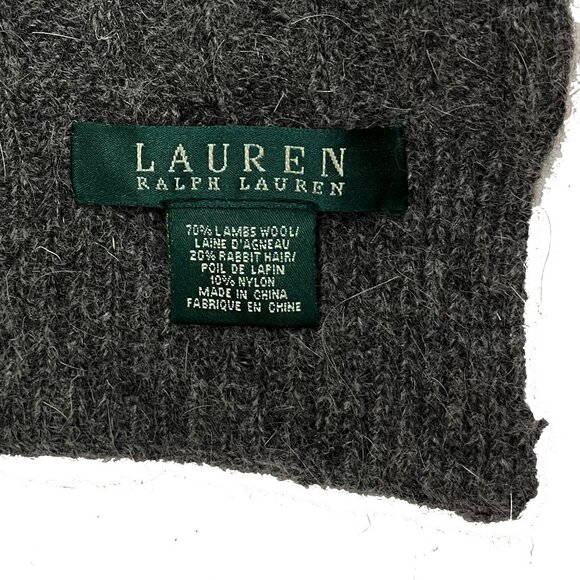 LAUREN
RALPH LAUREN
70% LAMBS WOOL/
LAINE D'AGNEAU
20% RABBIT HAIR/
POIL DE LAPIN
10% NYLON
MADE IN CHINA
FABRIQUE EN CHINE